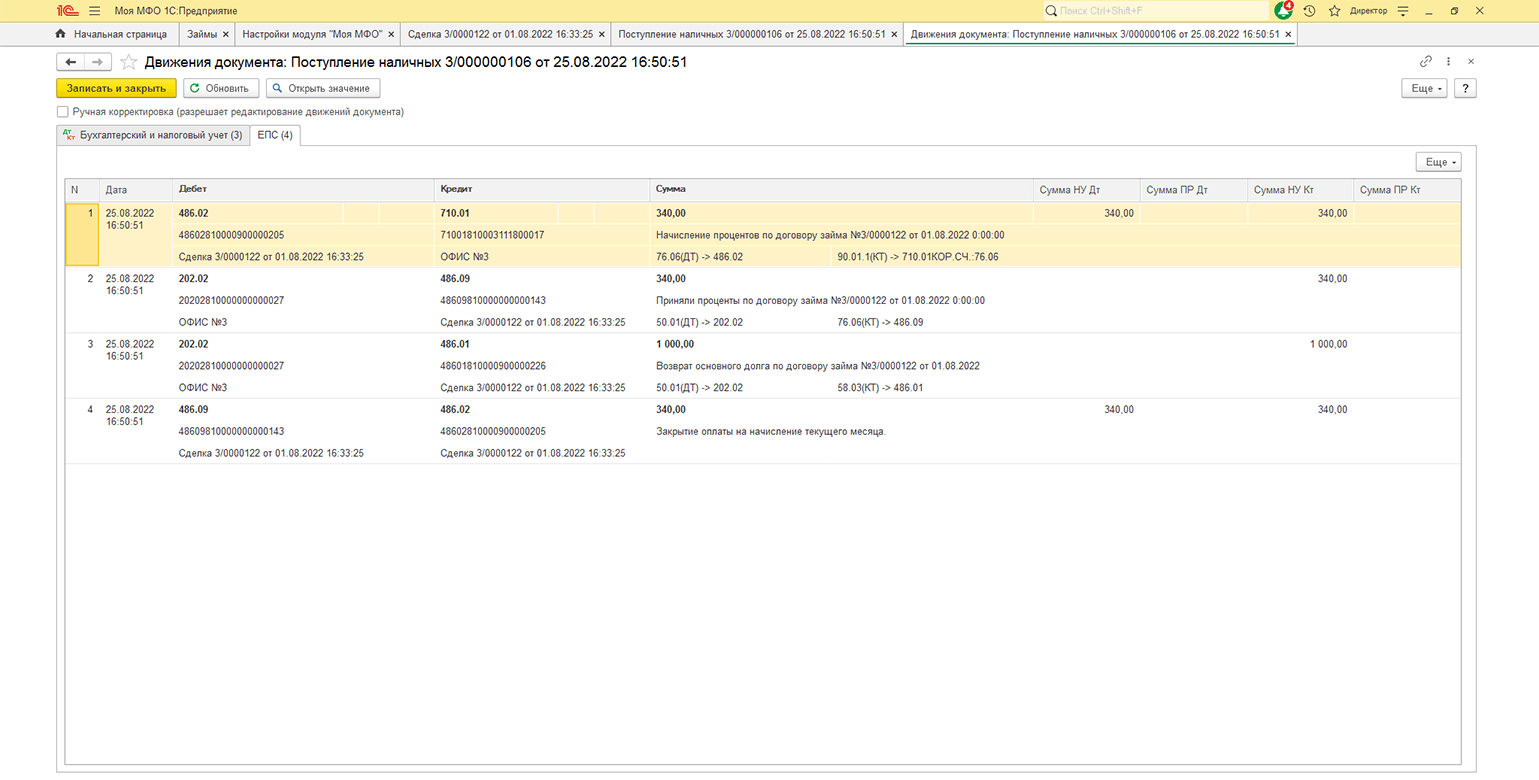 1С Моя МФО 1С:Предприятие Поиск Ctrl+Shift+F 4 Директор
Начальная страница Займы × Настройки модуля "Моя МФО" × Сделка 3/0000122 от 01.08.2022 16:33:25 × Поступление наличных 3/000000106 от 25.08.2022 16:50:51 × Движения документа: Поступление наличных 3/000000106 от 25.08.2022 16:50:51 ×
Движения документа: Поступление наличных 3/000000106 от 25.08.2022 16:50:51
Записать и закрыть Обновить Открыть значение Еще ?
Ручная корректировка (разрешает редактирование движений документа)
Дт Кт Бухгалтерский и налоговый учет (3) ЕПС (4)
Еще
N Дата Дебет Кредит Сумма Сумма НУ Дт Сумма ПР Дт Сумма НУ Кт Сумма ПР Кт
1 25.08.2022 486.02 710.01 340,00 340,00 340,00
16:50:51
48602810000900000205 71001810003111800017 Начисление процентов по договору займа №3/0000122 от 01.08.2022 0:00:00
Сделка 3/0000122 от 01.08.2022 16:33:25 ОФИС №3 76.06(ДТ) -> 486.02 90.01.1(КТ) -> 710.01КОР.СЧ.:76.06
2 25.08.2022 202.02 486.09 340,00 340,00
16:50:51
20202810000000000027 48609810000000000143 Приняли проценты по договору займа №3/0000122 от 01.08.2022 0:00:00
ОФИС №3 Сделка 3/0000122 от 01.08.2022 16:33:25 50.01(ДТ) -> 202.02 76.06(КТ) -> 486.09
3 25.08.2022 202.02 486.01 1 000,00 1 000,00
16:50:51
20202810000000000027 48601810000900000226 Возврат основного долга по договору займа №3/0000122 от 01.08.2022
ОФИС №3 Сделка 3/0000122 от 01.08.2022 16:33:25 50.01(ДТ) -> 202.02 58.03(КТ) -> 486.01
4 25.08.2022 486.09 486.02 340,00 340,00 340,00
16:50:51
48609810000000000143 48602810000900000205 Закрытие оплаты на начисление текущего месяца.
Сделка 3/0000122 от 01.08.2022 16:33:25 Сделка 3/0000122 от 01.08.2022 16:33:25